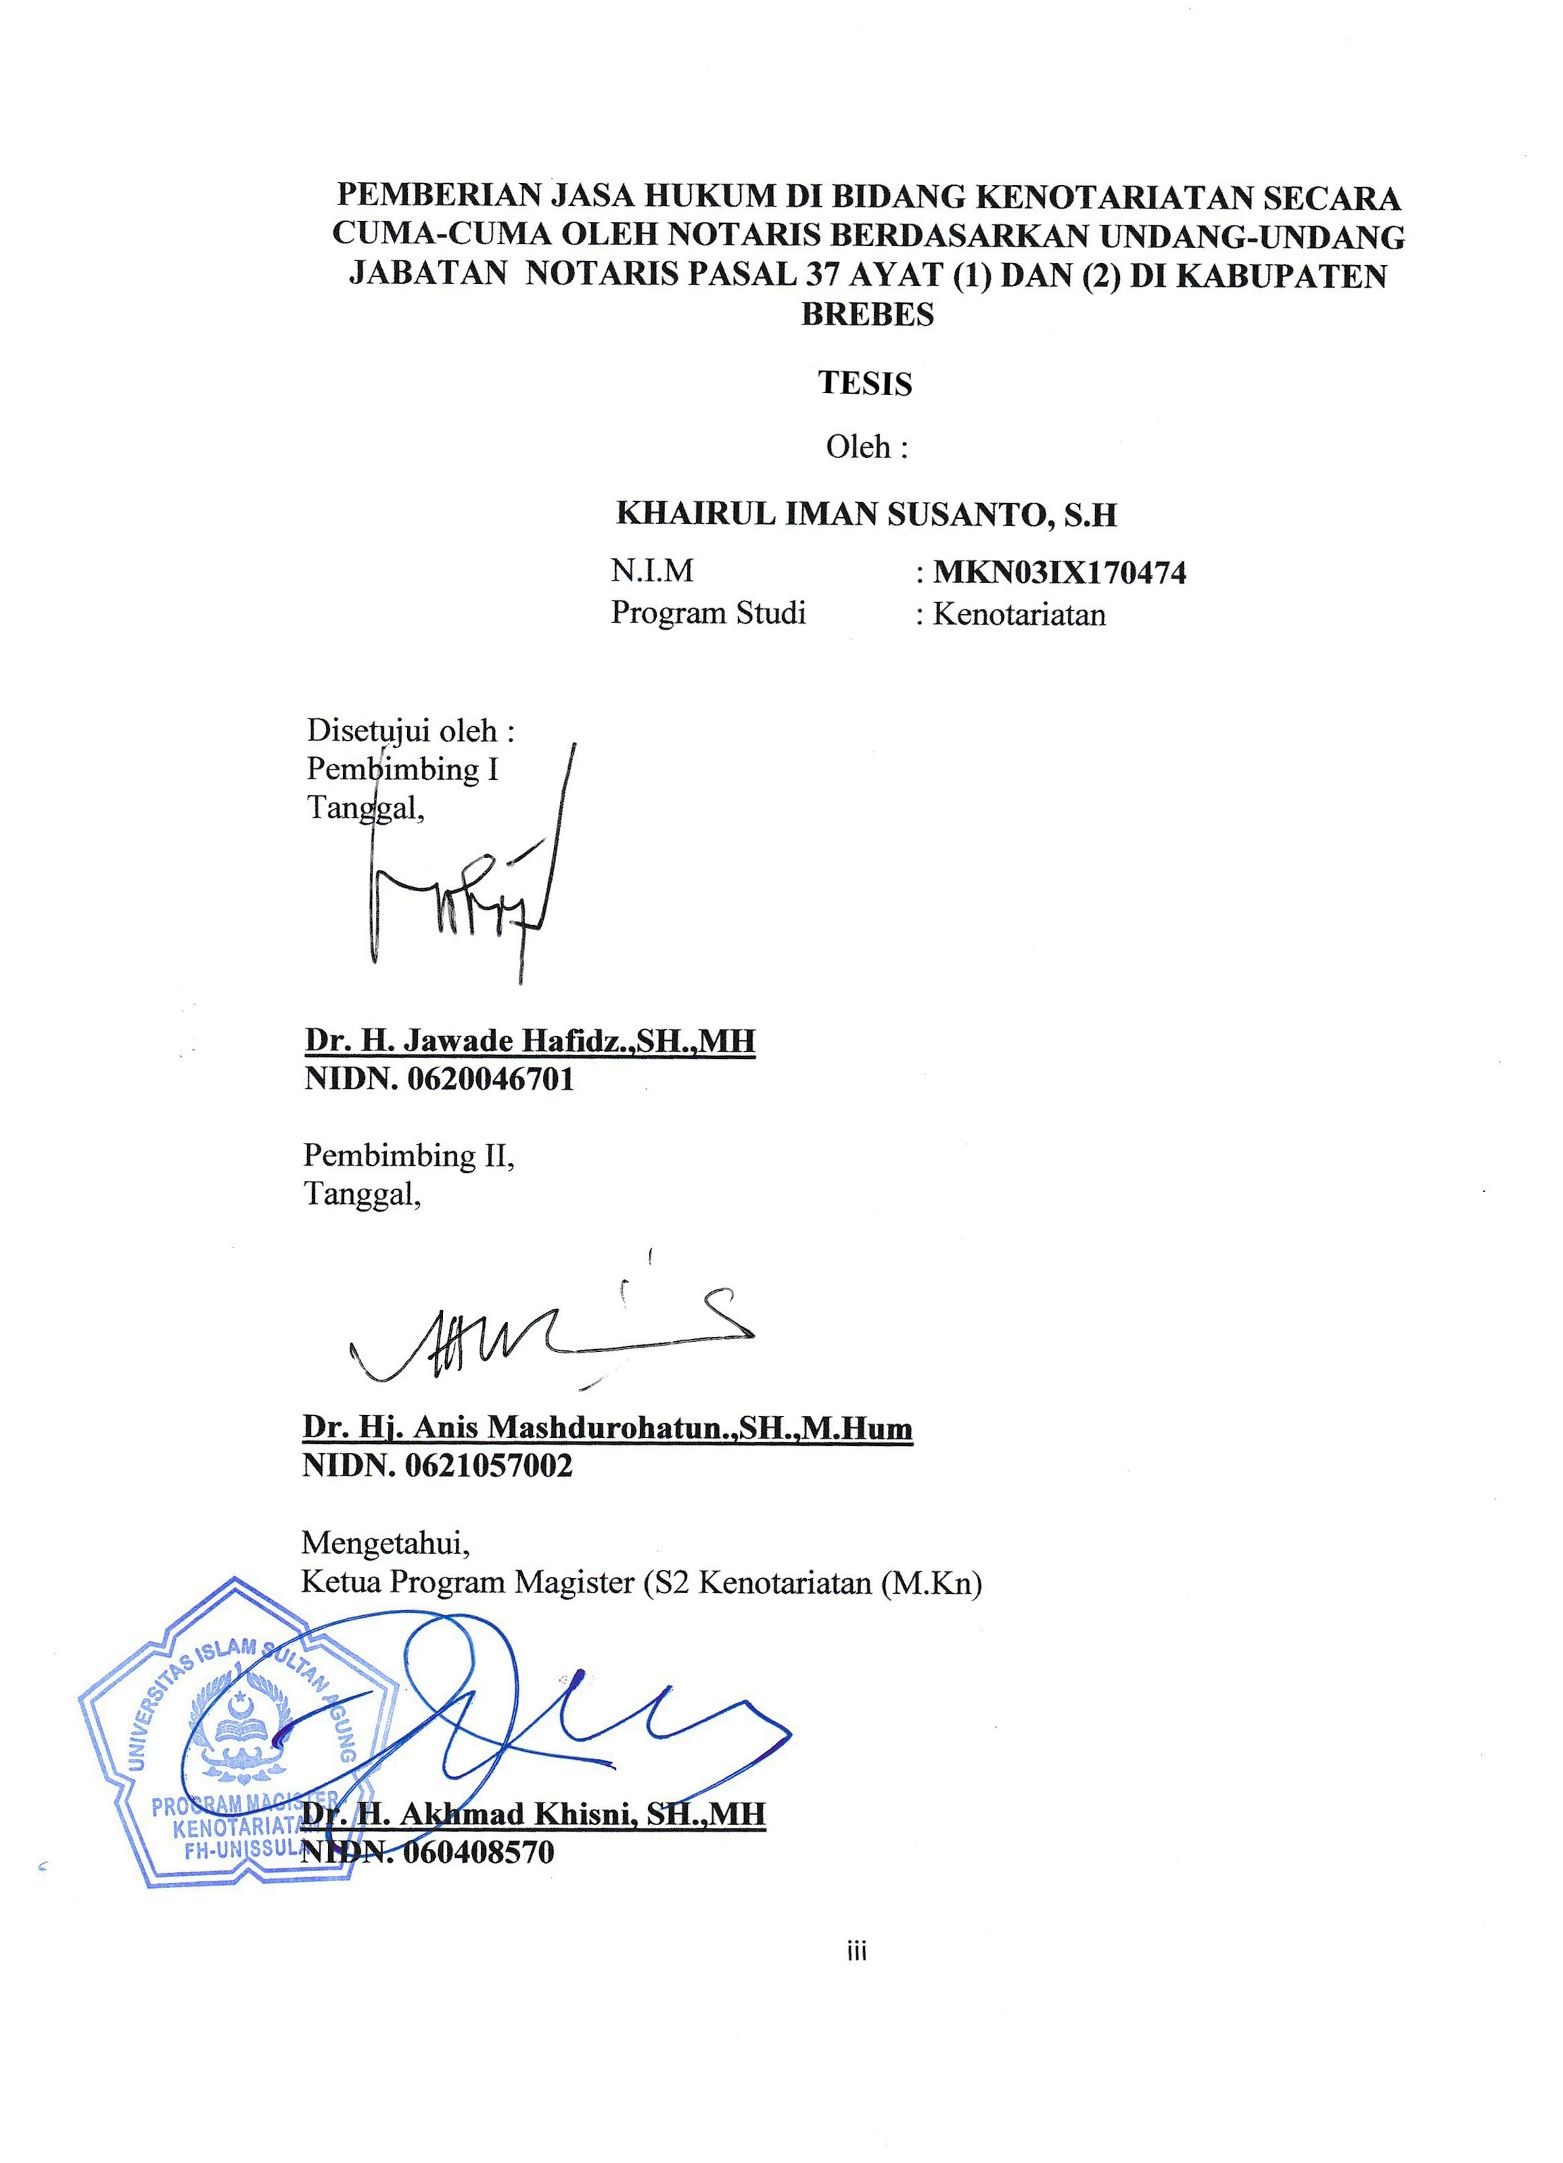 PEMBERIAN JASA HUKUM DI BIDANG KENOTARIATAN SECARA
CUMA-CUMA OLEH NOTARIS BERDASARKAN UNDANG-UNDANG
JABATAN  NOTARIS PASAL 37 AYAT (1) DAN (2) DI KABUPATEN
BREBES
TESIS
Oleh :
KHAIRUL IMAN SUSANTO, S.H
N.I.M : MKN03IX170474
Program Studi : Kenotariatan
Disetujui oleh :
Pembimbing I
Tanggal,
Dr. H. Jawade Hafidz.,SH.,MH
NIDN. 0620046701
Pembimbing II,
Tanggal,
Dr. Hj. Anis Mashdurohatun.,SH.,M.Hum
NIDN. 0621057002
Mengetahui,
Ketua Program Magister (S2 Kenotariatan (M.Kn)
UNIVERSITAS ISLAM SULTAN AGUNG
PROGRAM MAGISTER
KENOTARIATAN
FH-UNISSULA
Dr. H. Akhmad Khisni, SH.,MH
NIDN. 060408570
iii